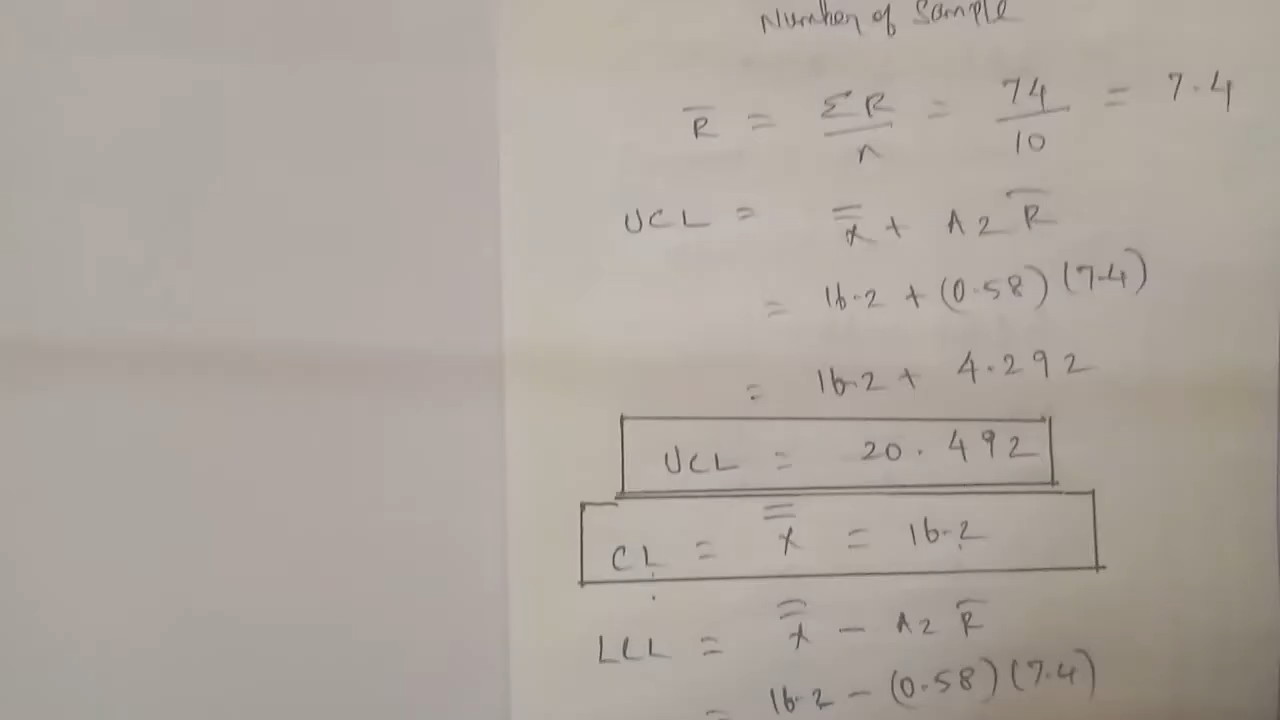 Number of Sample
R̅ = ΣR/n = 74/10 = 7.4
UCL = x̿ + A2 R̅
= 16.2 + (0.58) (7.4)
= 16.2 + 4.292
UCL = 20.492
CL = x̿ = 16.2
LCL = x̿ - A2 R̅
= 16.2 - (0.58) (7.4)